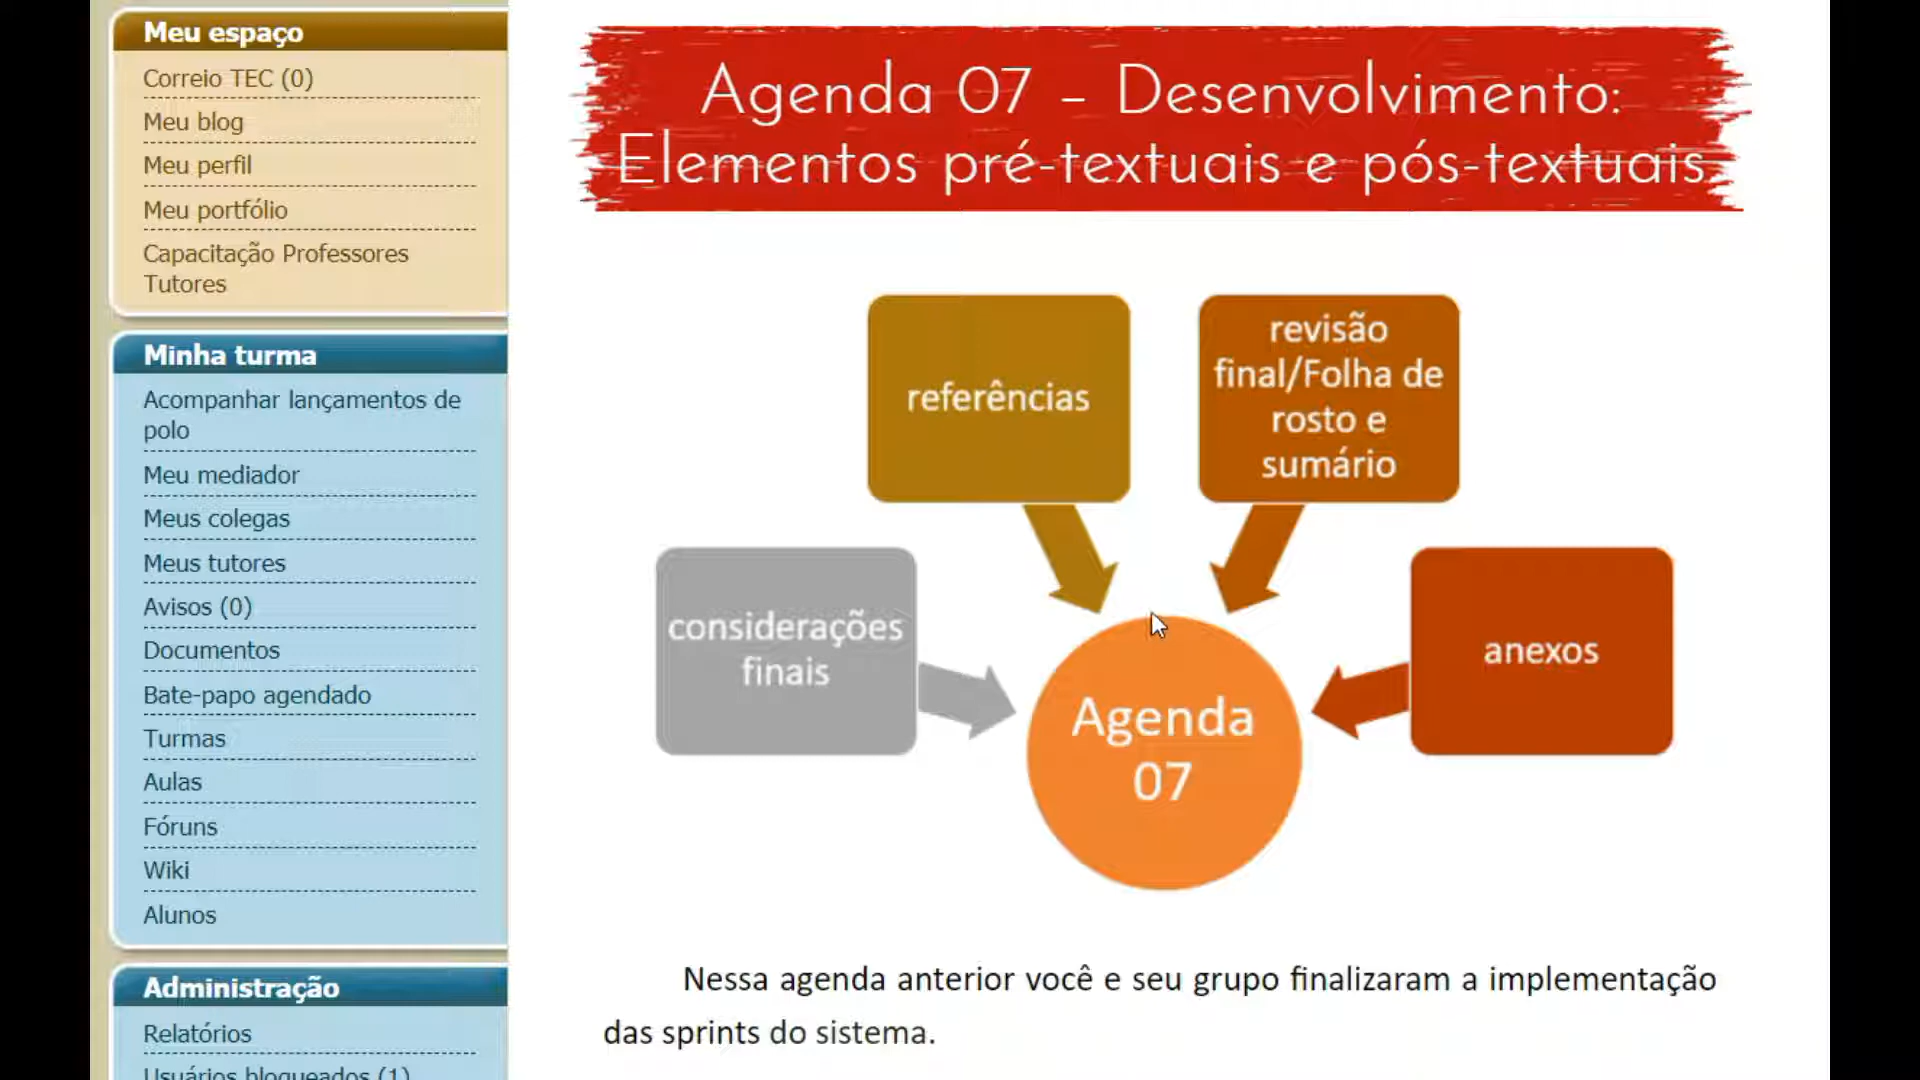 Meu espaço
Correio TEC (0)
Meu blog
Meu perfil
Meu portfólio
Capacitação Professores
Tutores
Minha turma
Acompanhar lançamentos de
polo
Meu mediador
Meus colegas
Meus tutores
Avisos (0)
Documentos
Bate-papo agendado
Turmas
Aulas
Fóruns
Wiki
Alunos
Administração
Relatórios
Usuários bloqueados (1)
Agenda 07 – Desenvolvimento:
Elementos pré-textuais e pós-textuais
referências
revisão
final/Folha de
rosto e
sumário
considerações
finais
anexos
Agenda
07
Nessa agenda anterior você e seu grupo finalizaram a implementação
das sprints do sistema.